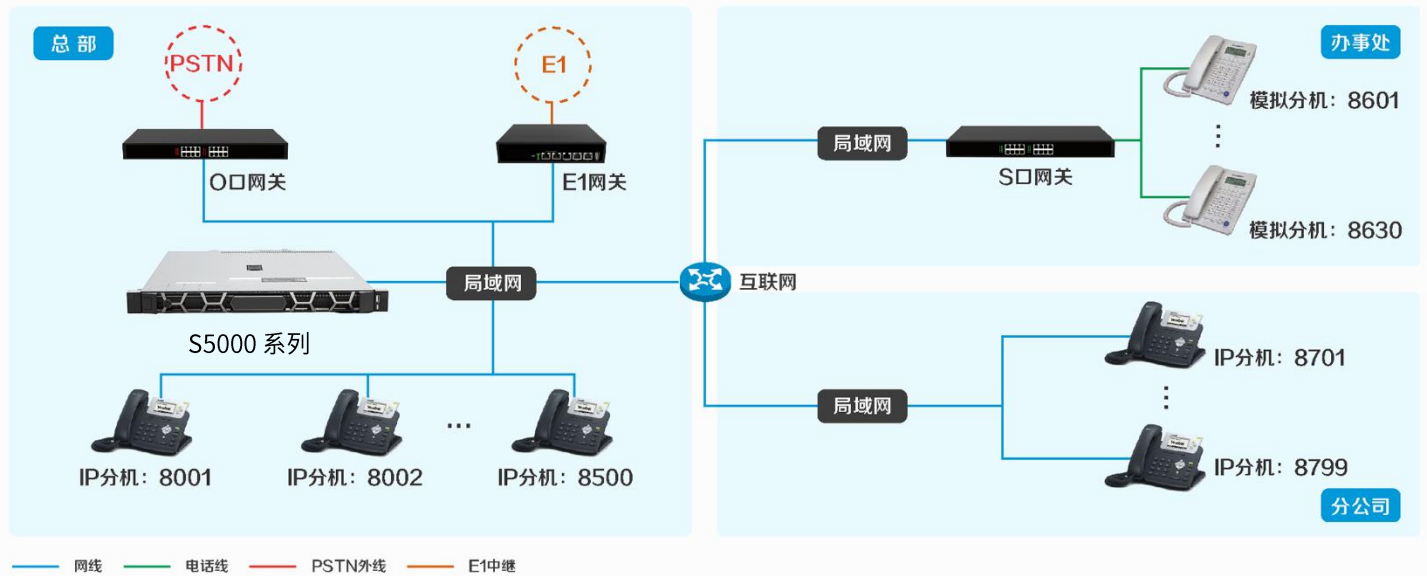 总 部
PSTN
E1
O口网关
E1网关
局域网
S5000 系列
IP分机：8001
IP分机：8002
...
IP分机：8500
互联网
办事处
局域网
S口网关
模拟分机：8601
⋮
模拟分机：8630
局域网
IP分机：8701
⋮
IP分机：8799
分公司
网线
电话线
PSTN外线
E1中继